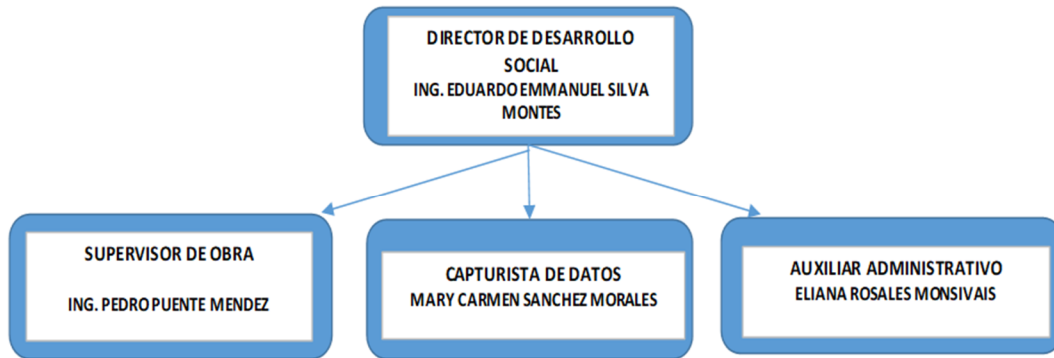 DIRECTOR DE DESARROLLO
SOCIAL
ING. EDUARDO EMMANUEL SILVA
MONTES
SUPERVISOR DE OBRA
ING. PEDRO PUENTE MENDEZ
CAPTURISTA DE DATOS
MARY CARMEN SANCHEZ MORALES
AUXILIAR ADMINISTRATIVO
ELIANA ROSALES MONSIVAIS